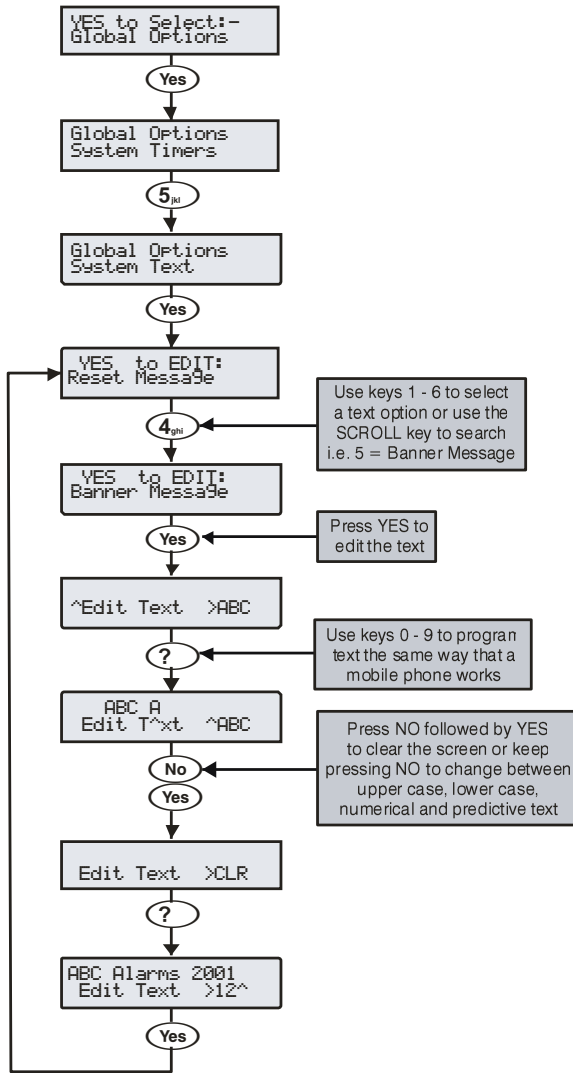 YES to Select:-
Global Options
Yes
Global Options
System Timers
5jkl
Global Options
System Text
Yes
YES to EDIT:
Reset Message
Use keys 1 - 6 to select
a text option or use the
SCROLL key to search
i.e. 5 = Banner Message
4ghi
YES to EDIT:
Banner Message
Press YES to
edit the text
Yes
^Edit Text >ABC
Use keys 0 - 9 to program
text the same way that a
mobile phone works
?
ABC A
Edit T^xt ^ABC
Press NO followed by YES
to clear the screen or keep
pressing NO to change between
upper case, lower case,
numerical and predictive text
No
Yes
Edit Text >CLR
?
ABC Alarms 2001
Edit Text >12^
Yes